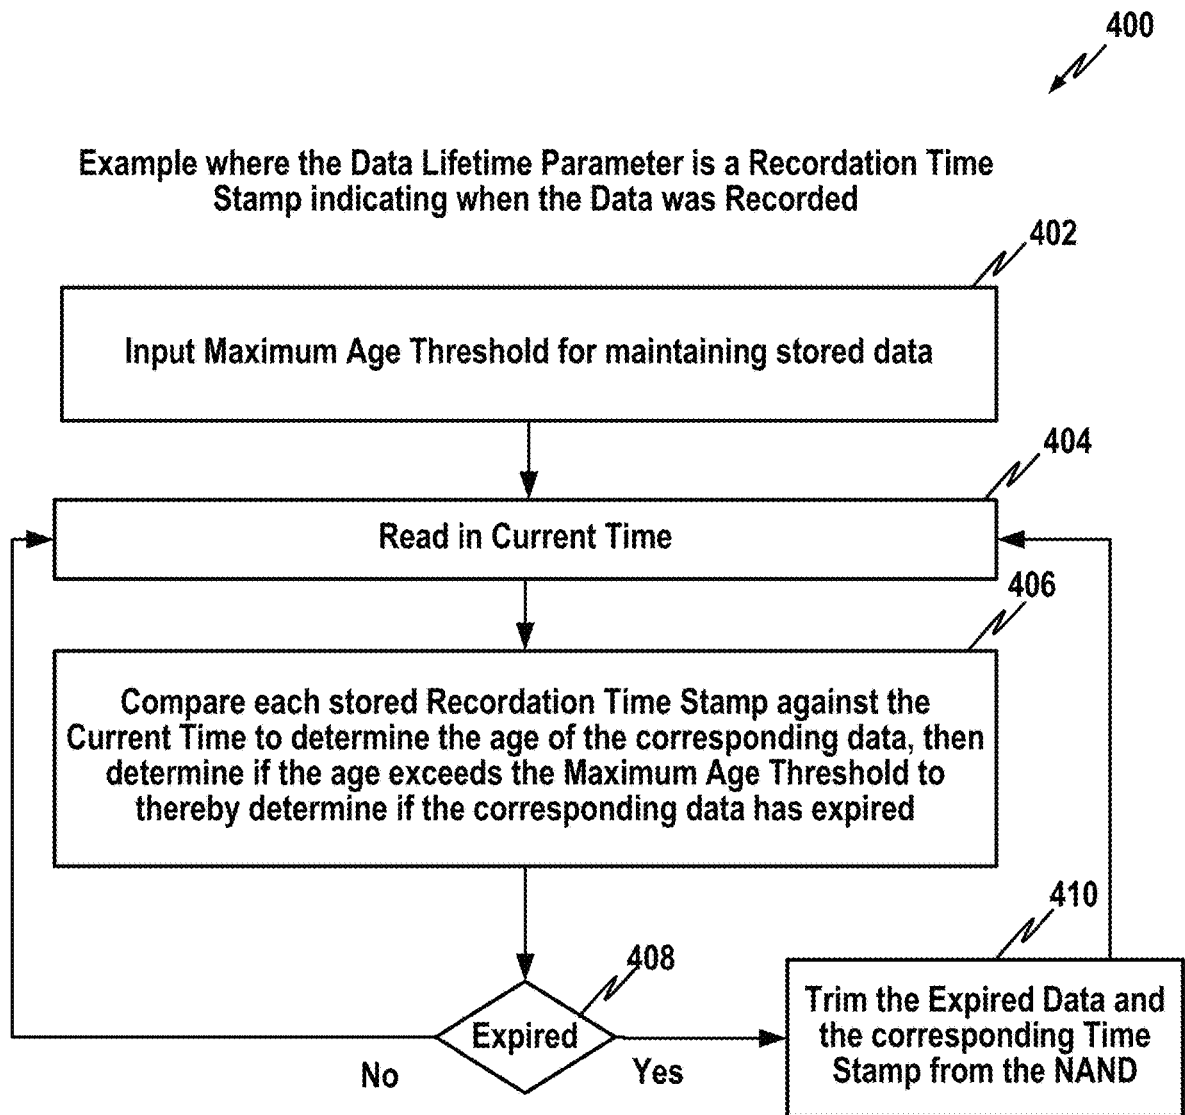 400
Example where the Data Lifetime Parameter is a Recordation Time
Stamp indicating when the Data was Recorded
402
Input Maximum Age Threshold for maintaining stored data
404
Read in Current Time
406
Compare each stored Recordation Time Stamp against the
Current Time to determine the age of the corresponding data, then
determine if the age exceeds the Maximum Age Threshold to
thereby determine if the corresponding data has expired
408
Expired
No
Yes
410
Trim the Expired Data and
the corresponding Time
Stamp from the NAND